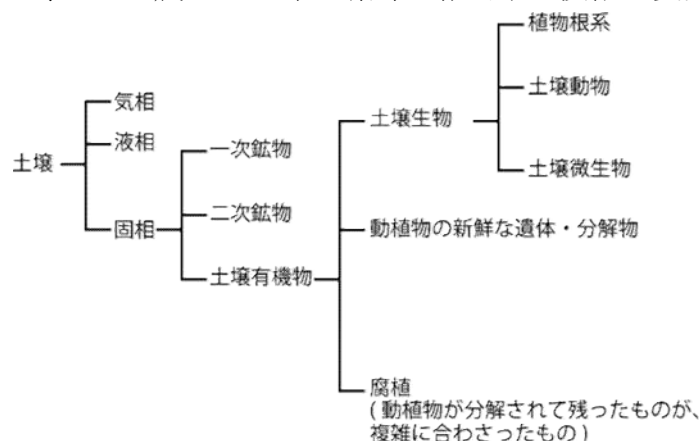 植物根系
土壌動物
土壌生物
土壌微生物
気相
液相
土壌
一次鉱物
二次鉱物
固相
動植物の新鮮な遺体・分解物
土壌有機物
腐植
(動植物が分解されて残ったものが、
複雑に合わさったもの)